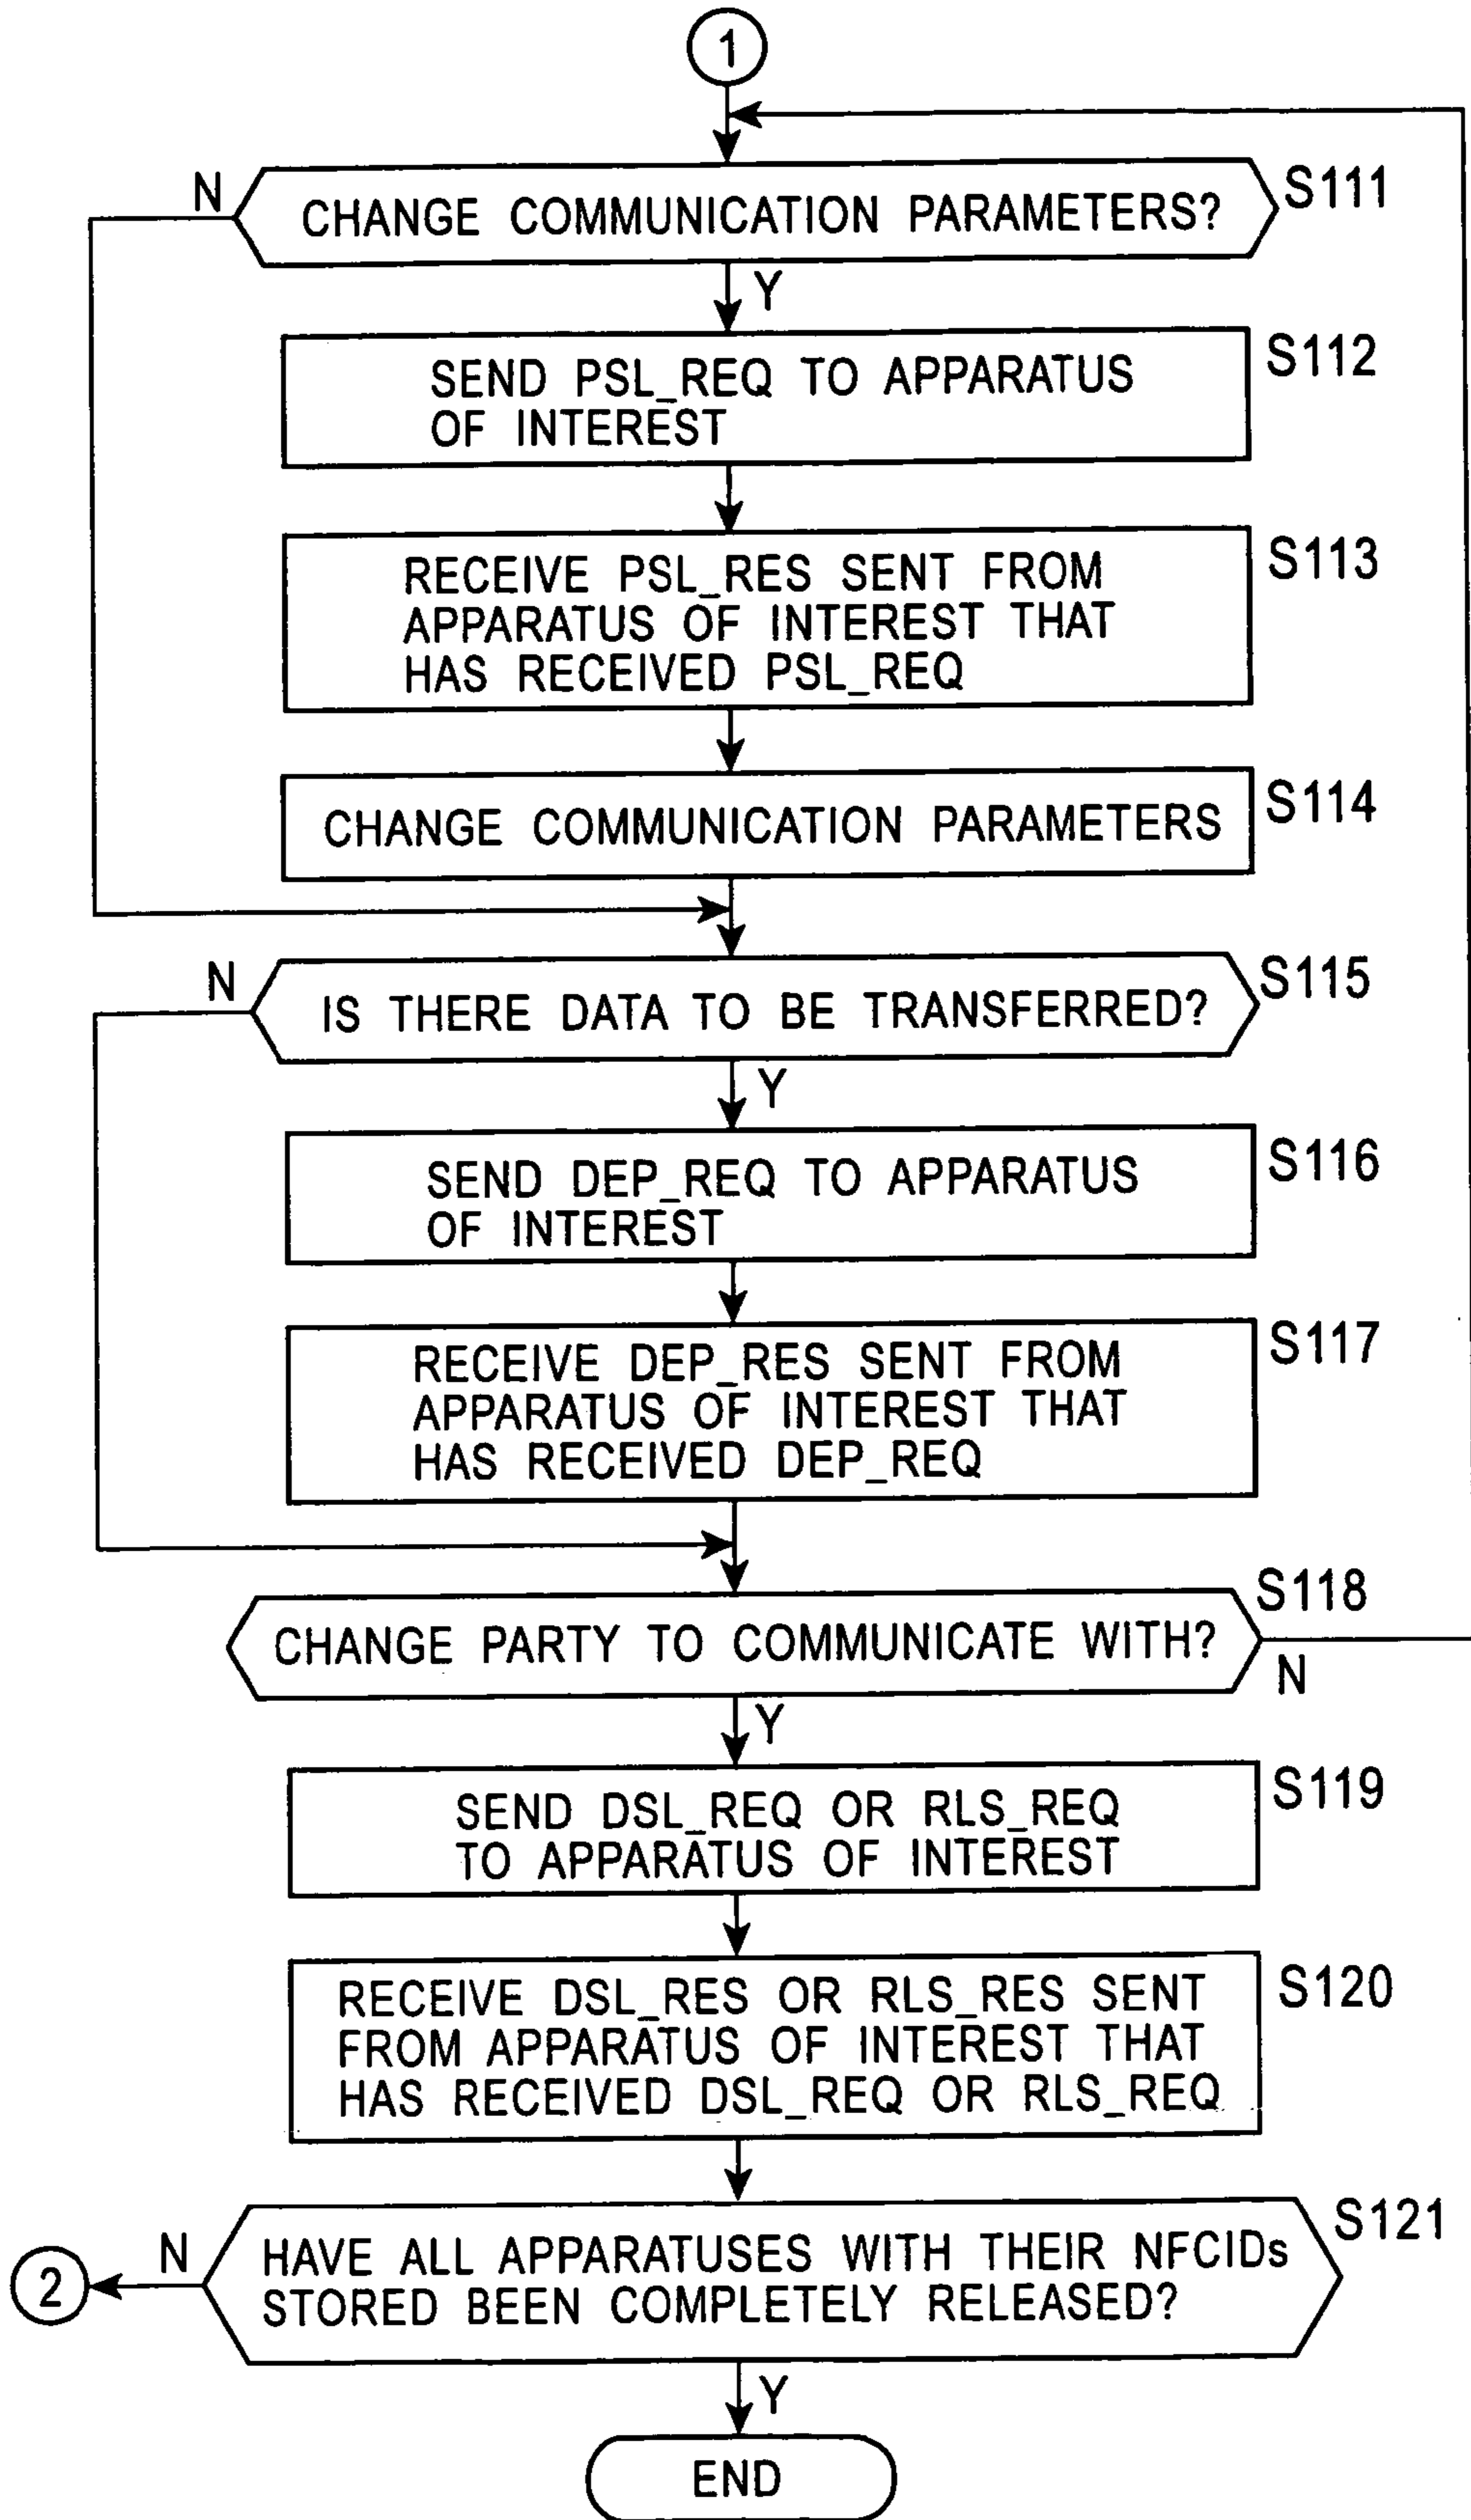 1
N
CHANGE COMMUNICATION PARAMETERS?
S111
Y
SEND PSL_REQ TO APPARATUS
OF INTEREST
S112
RECEIVE PSL_RES SENT FROM
APPARATUS OF INTEREST THAT
HAS RECEIVED PSL_REQ
S113
CHANGE COMMUNICATION PARAMETERS
S114
N
IS THERE DATA TO BE TRANSFERRED?
S115
Y
SEND DEP_REQ TO APPARATUS
OF INTEREST
S116
RECEIVE DEP_RES SENT FROM
APPARATUS OF INTEREST THAT
HAS RECEIVED DEP_REQ
S117
CHANGE PARTY TO COMMUNICATE WITH?
S118
N
Y
SEND DSL_REQ OR RLS_REQ
TO APPARATUS OF INTEREST
S119
RECEIVE DSL_RES OR RLS_RES SENT
FROM APPARATUS OF INTEREST THAT
HAS RECEIVED DSL_REQ OR RLS_REQ
S120
2
N
HAVE ALL APPARATUSES WITH THEIR NFCIDs
STORED BEEN COMPLETELY RELEASED?
S121
Y
END